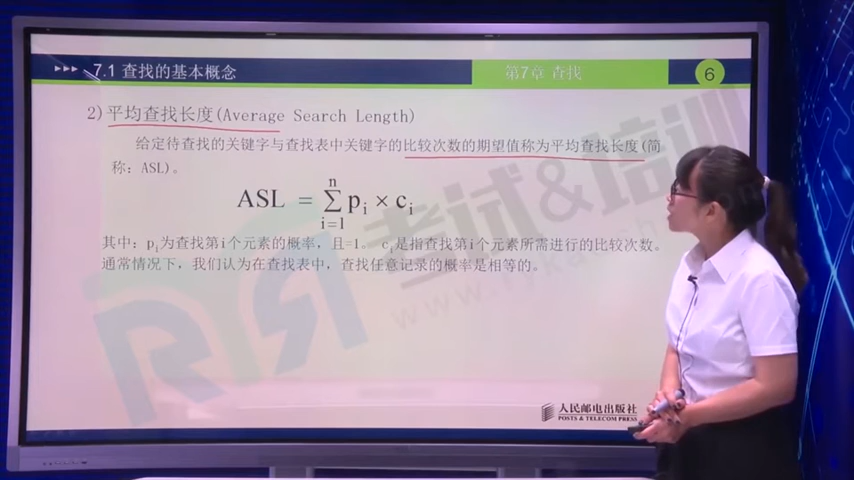 7.1 查找的基本概念
第7章 查找
6
2)平均查找长度(Average Search Length)
给定待查找的关键字与查找表中关键字的比较次数的期望值称为平均查找长度(简
称：ASL)。
ASL = n∑i=1 pi × ci
其中：pi为查找第i个元素的概率，且=1。 ci是指查找第i个元素所需进行的比较次数。
通常情况下，我们认为在查找表中，查找任意记录的概率是相等的。
考试&培训
人民邮电出版社
POSTS & TELECOM PRESS